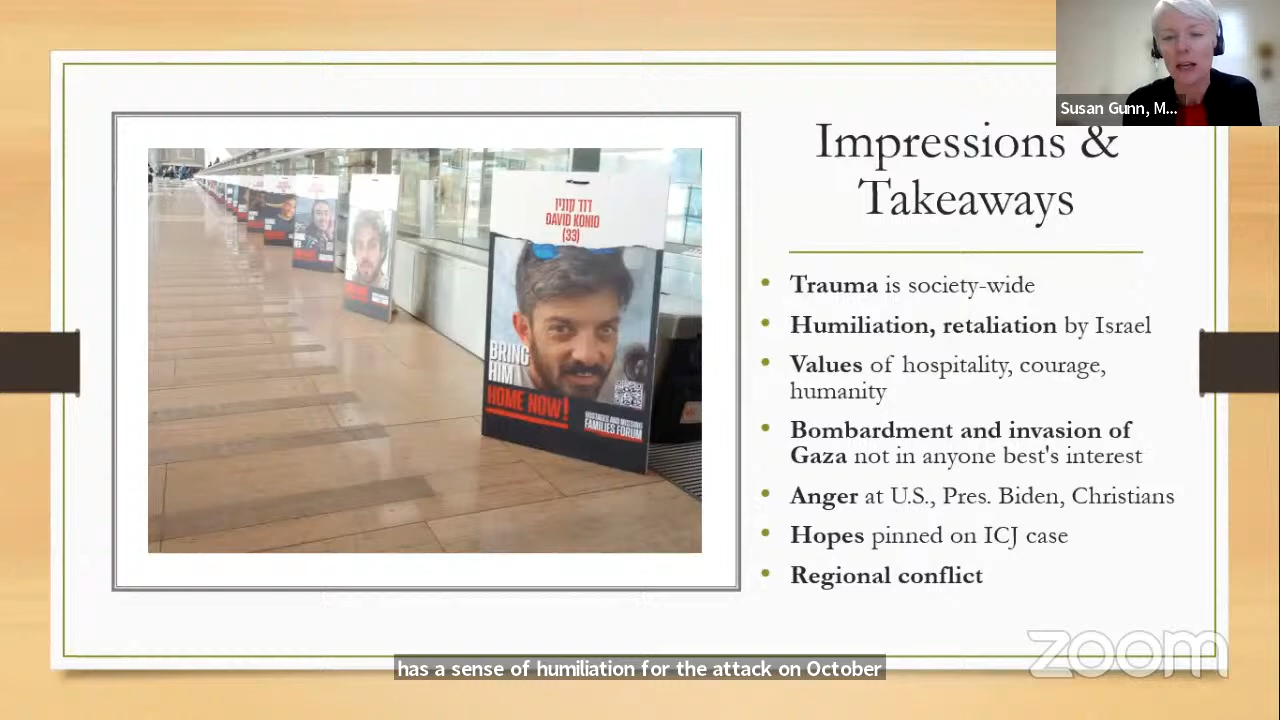 Susan Gunn, M...
Impressions &
Takeaways
דוד קוניו
DAVID KONIO
(33)
BRING
HIM
HOME NOW!
HOSTAGES AND MISSING
FAMILIES FORUM
• Trauma is society-wide
• Humiliation, retaliation by Israel
• Values of hospitality, courage,
humanity
• Bombardment and invasion of
Gaza not in anyone best's interest
• Anger at U.S., Pres. Biden, Christians
• Hopes pinned on ICJ case
• Regional conflict
zoom
has a sense of humiliation for the attack on October